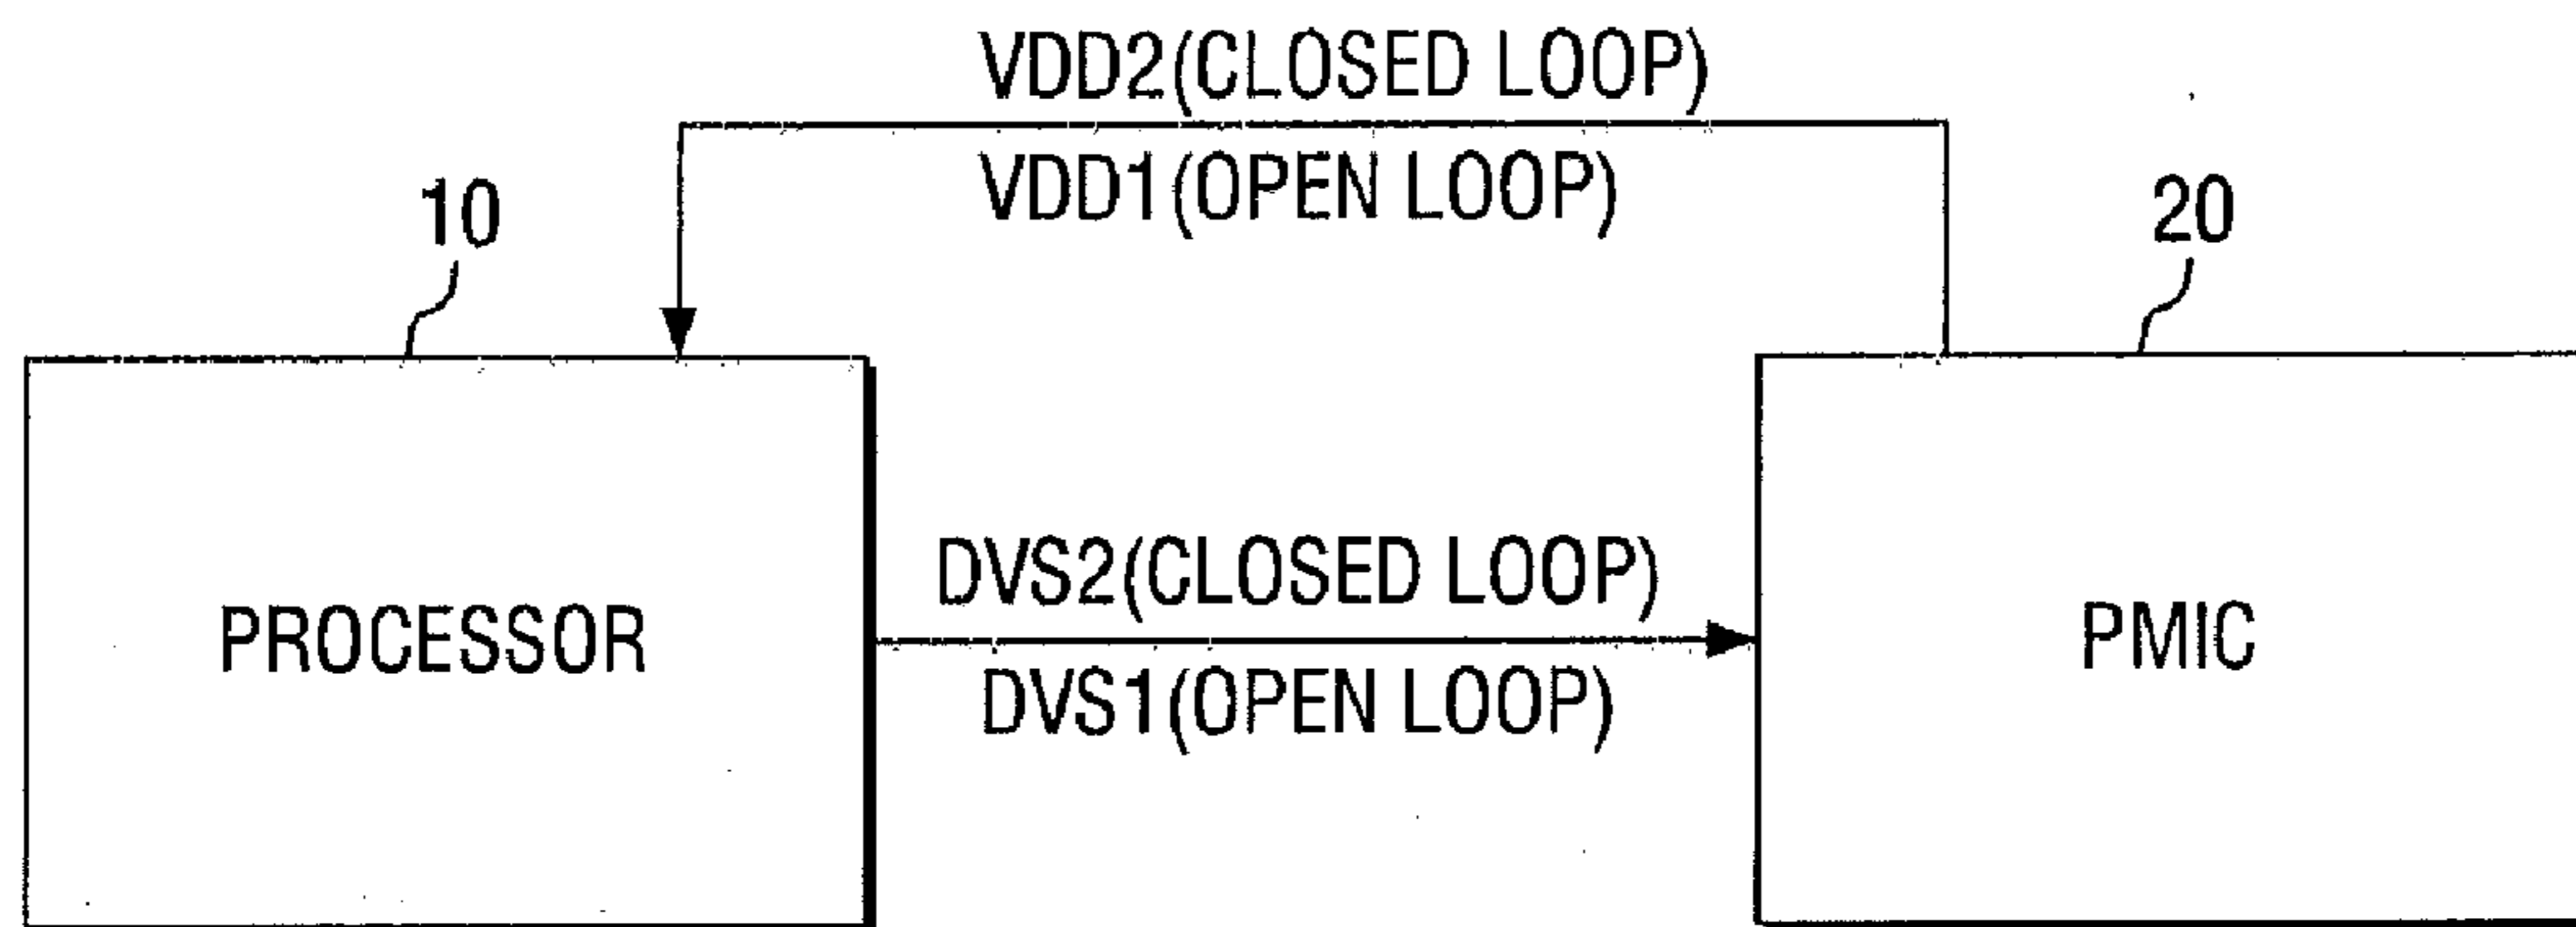 VDD2(CLOSED LOOP)
VDD1(OPEN LOOP)
10
20
PROCESSOR
DVS2(CLOSED LOOP)
DVS1(OPEN LOOP)
PMIC